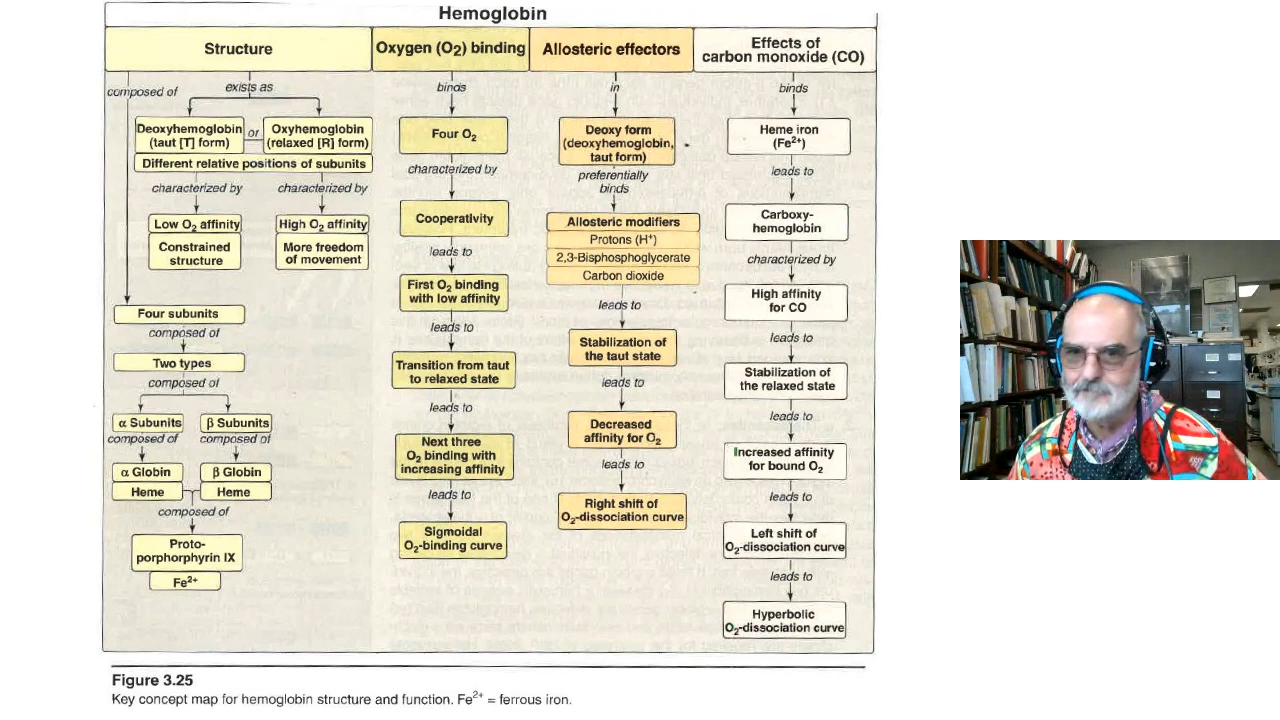 Hemoglobin
Structure
composed of
exists as
Deoxyhemoglobin
(taut [T] form)
or
Oxyhemoglobin
(relaxed [R] form)
Different relative positions of subunits
characterized by
characterized by
Low O₂ affinity
Constrained
structure
High O₂ affinity
More freedom
of movement
Four subunits
composed of
Two types
composed of
α Subunits
β Subunits
composed of
composed of
α Globin
Heme
β Globin
Heme
composed of
Proto-
porphorphyrin IX
Fe²⁺
Oxygen (O₂) binding
binds
Four O₂
characterized by
Cooperativity
leads to
First O₂ binding
with low affinity
leads to
Transition from taut
to relaxed state
leads to
Next three
O₂ binding with
increasing affinity
leads to
Sigmoidal
O₂-binding curve
Allosteric effectors
in
Deoxy form
(deoxyhemoglobin,
taut form)
preferentially
binds
Allosteric modifiers
Protons (H⁺)
2,3-Bisphosphoglycerate
Carbon dioxide
leads to
Stabilization of
the taut state
leads to
Decreased
affinity for O₂
leads to
Right shift of
O₂-dissociation curve
Effects of
carbon monoxide (CO)
binds
Heme iron
(Fe²⁺)
leads to
Carboxy-
hemoglobin
characterized by
High affinity
for CO
leads to
Stabilization
of the relaxed state
leads to
Increased affinity
for bound O₂
leads to
Left shift of
O₂-dissociation curve
leads to
Hyperbolic
O₂-dissociation curve
Figure 3.25
Key concept map for hemoglobin structure and function. Fe²⁺ = ferrous iron.